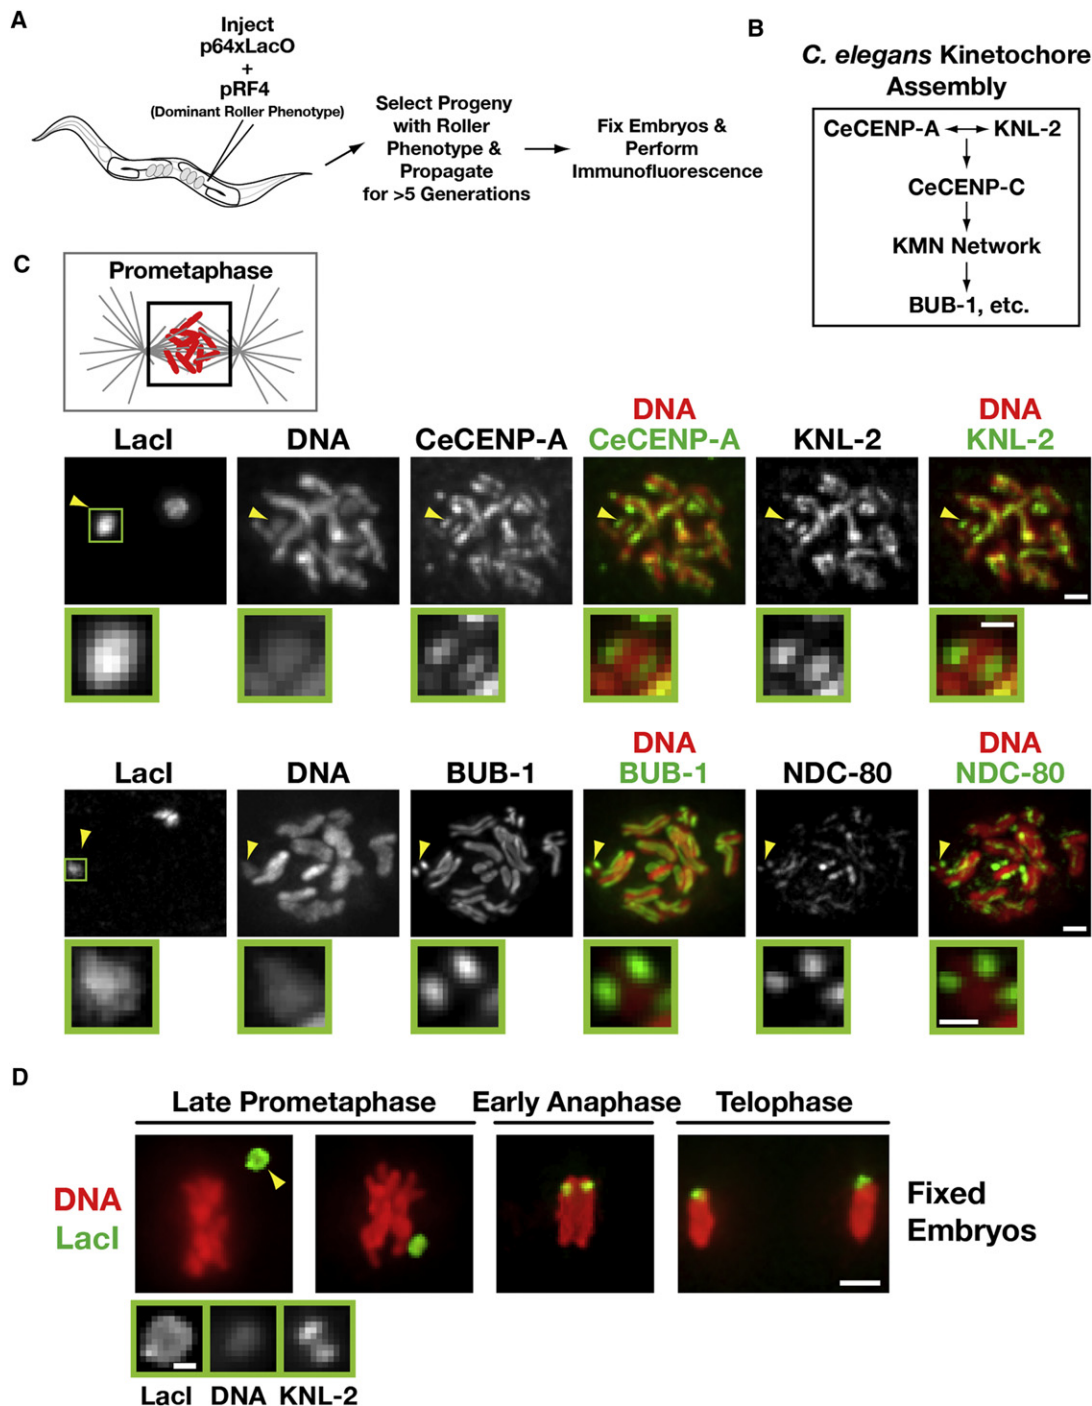 A
Inject
p64xLacO
+
pRF4
(Dominant Roller Phenotype)
Select Progeny
with Roller
Phenotype &
Propagate
for >5 Generations
Fix Embryos &
Perform
Immunofluorescence
B
C. elegans Kinetochore
Assembly
CeCENP-A KNL-2
CeCENP-C
KMN Network
BUB-1, etc.
C
Prometaphase
LacI
DNA
CeCENP-A
DNA
CeCENP-A
KNL-2
DNA
KNL-2
LacI
DNA
BUB-1
DNA
BUB-1
NDC-80
DNA
NDC-80
D
Late Prometaphase
Early Anaphase
Telophase
DNA
LacI
Fixed
Embryos
LacI
DNA
KNL-2